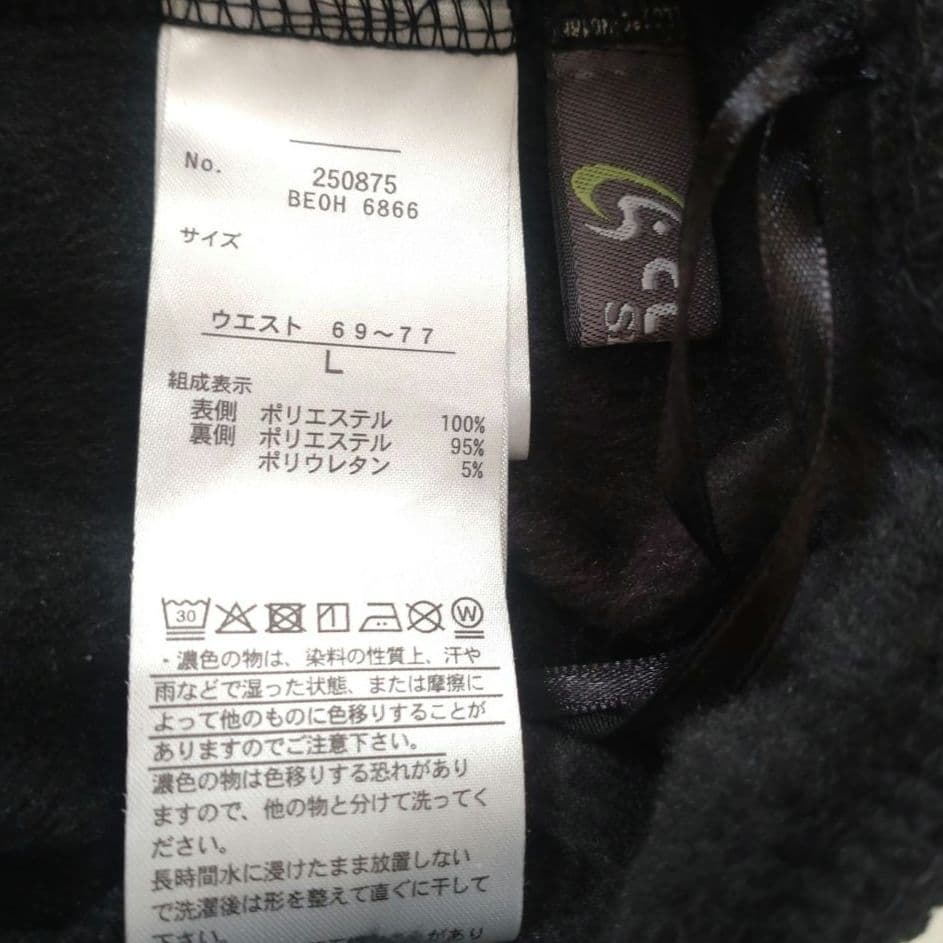 No.
250875
BEOH 6866
サイズ
ウエスト 69～77
L
組成表示
表側 ポリエステル 100%
裏側 ポリエステル 95%
ポリウレタン 5%
30
W
・濃色の物は、染料の性質上、汗や
雨などで湿った状態、または摩擦に
よって他のものに色移りすることが
ありますのでご注意下さい。
濃色の物は色移りする恐れがあり
ますので、他の物と分けて洗ってく
ださい。
長時間水に浸けたまま放置しない
で洗濯後は形を整えて直ぐに干して
下さい。